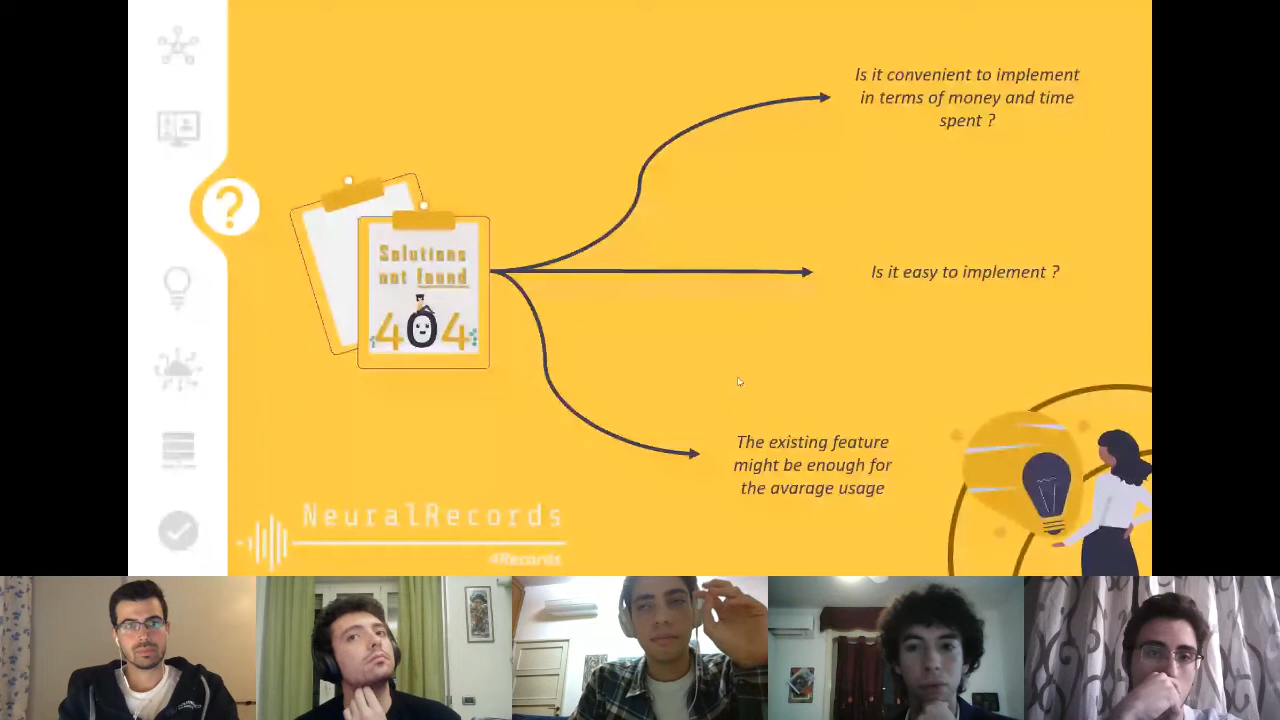 Is it convenient to implement
in terms of money and time
spent ?
?
Solutions
not found
404
Is it easy to implement ?
The existing feature
might be enough for
the avarage usage
NeuralRecords
4Records